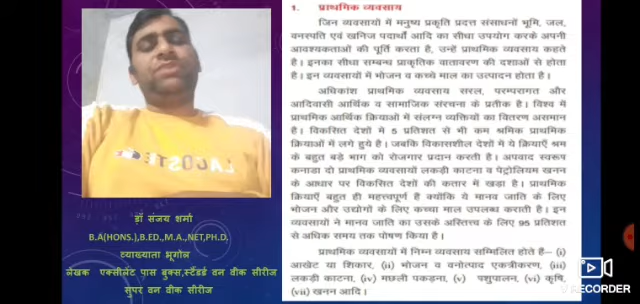 LACOSTE
डॉ संजय शर्मा
B.A(HONS.),B.ED.,M.A.,NET,PH.D.
व्याख्याता भूगोल
लेखक एक्सीलेंट पास बुक्स,स्टैंडर्ड वन वीक सीरीज
सुपर वन वीक सीरीज
1. प्राथमिक व्यवसाय
जिन व्यवसायों में मनुष्य प्रकृति प्रदत्त संसाधनों भूमि, जल,
वनस्पति एवं खनिज पदार्थों आदि का सीधा उपयोग करके अपनी
आवश्यकताओं की पूर्ति करता है, उन्हें प्राथमिक व्यवसाय कहते
है। इनका सीधा सम्बन्ध प्राकृतिक वातावरण की दशाओं से होता
है। इन व्यवसायों में भोजन व कच्चे माल का उत्पादन होता है।
अधिकांश प्राथमिक व्यवसाय सरल, परम्परागत और
आदिवासी आर्थिक व सामाजिक संरचना के प्रतीक है। विश्व में
प्राथमिक आर्थिक क्रियाओं में संलग्न व्यक्तियों का वितरण असमान
है। विकसित देशों में 5 प्रतिशत से भी कम श्रमिक प्राथमिक
क्रियाओं में लगे हुये है। जबकि विकासशील देशों में ये क्रियाएँ श्रम
के बहुत बड़े भाग को रोजगार प्रदान करती है। अपवाद स्वरूप
कनाडा दो प्राथमिक व्यवसायों लकड़ी काटना व पेट्रोलियम खनन
के आधार पर विकसित देशों की कतार में खड़ा है। प्राथमिक
क्रियाएँ बहुत ही महत्त्वपूर्ण हैं क्योंकि ये मानव जाति के लिए
भोजन और उद्योगों के लिए कच्चा माल उपलब्ध कराती है। इन
व्यवसायों ने मानव जाति का उसके अस्तित्व के लिए 95 प्रतिशत
से अधिक समय तक पोषण किया है।
प्राथमिक व्यवसायों में निम्न व्यवसाय सम्मिलित होते हैं– (i)
आखेट या शिकार, (ii) भोजन व वनोत्पाद एकत्रीकरण, (iii)
लकड़ी काटना, (iv) मछली पकड़ना, (v) पशुपालन, (vi) कृषि,
(vii) खनन आदि।
RECORDER